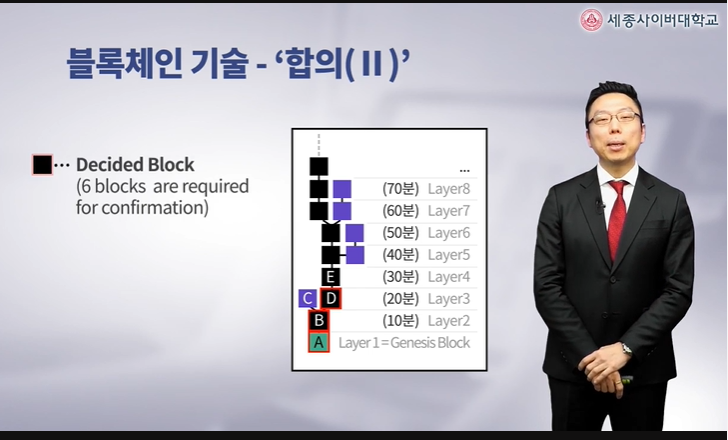 세종사이버대학교
블록체인 기술 - ‘합의(Ⅱ)’
... Decided Block
(6 blocks are required
for confirmation)
...
(70분) Layer8
(60분) Layer7
(50분) Layer6
(40분) Layer5
E (30분) Layer4
C D (20분) Layer3
B (10분) Layer2
A Layer 1 = Genesis Block